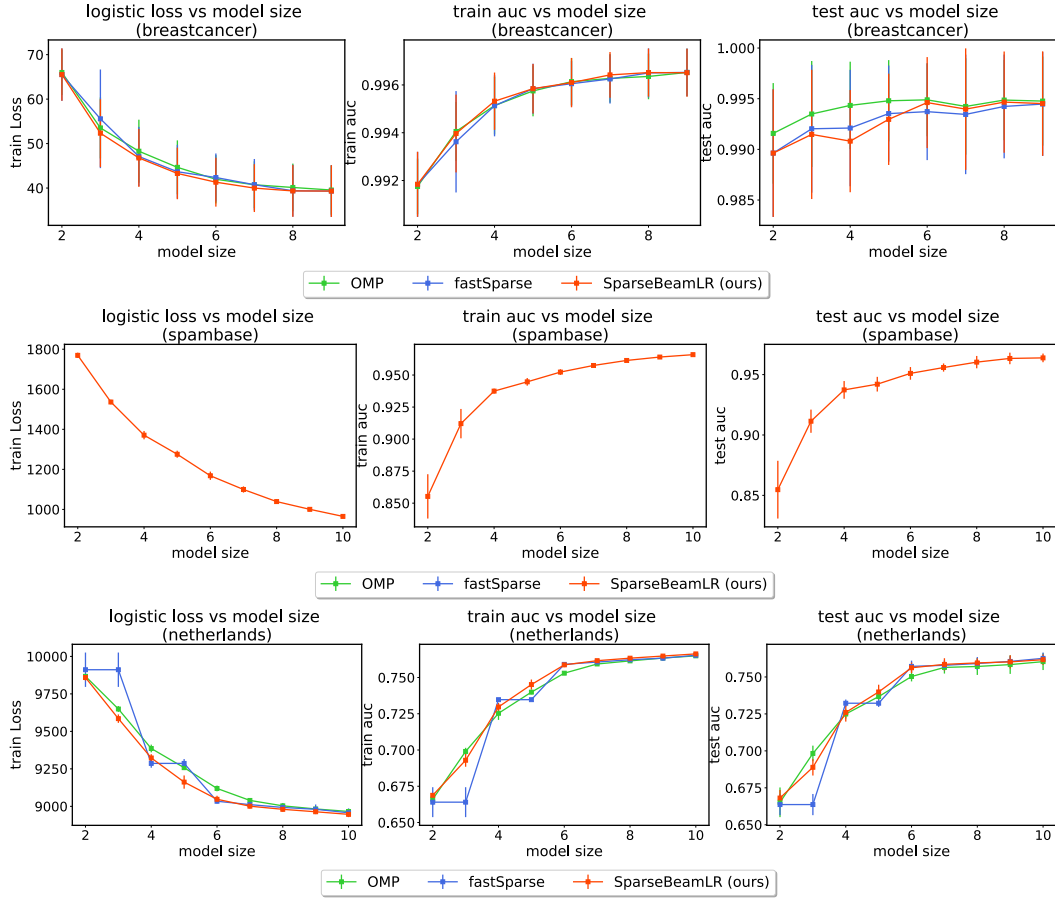 logistic loss vs model size
(breastcancer)
train auc vs model size
(breastcancer)
test auc vs model size
(breastcancer)
train Loss
70
60
50
40
2 4 6 8
model size
train auc
0.996
0.994
0.992
2 4 6 8
model size
test auc
1.000
0.995
0.990
0.985
2 4 6 8
model size
OMP fastSparse SparseBeamLR (ours)
logistic loss vs model size
(spambase)
train auc vs model size
(spambase)
test auc vs model size
(spambase)
train Loss
1800
1600
1400
1200
1000
2 4 6 8 10
model size
train auc
0.950
0.925
0.900
0.875
0.850
2 4 6 8 10
model size
test auc
0.95
0.90
0.85
2 4 6 8 10
model size
OMP fastSparse SparseBeamLR (ours)
logistic loss vs model size
(netherlands)
train auc vs model size
(netherlands)
test auc vs model size
(netherlands)
train Loss
10000
9750
9500
9250
9000
2 4 6 8 10
model size
train auc
0.750
0.725
0.700
0.675
0.650
2 4 6 8 10
model size
test auc
0.750
0.725
0.700
0.675
0.650
2 4 6 8 10
model size
OMP fastSparse SparseBeamLR (ours)